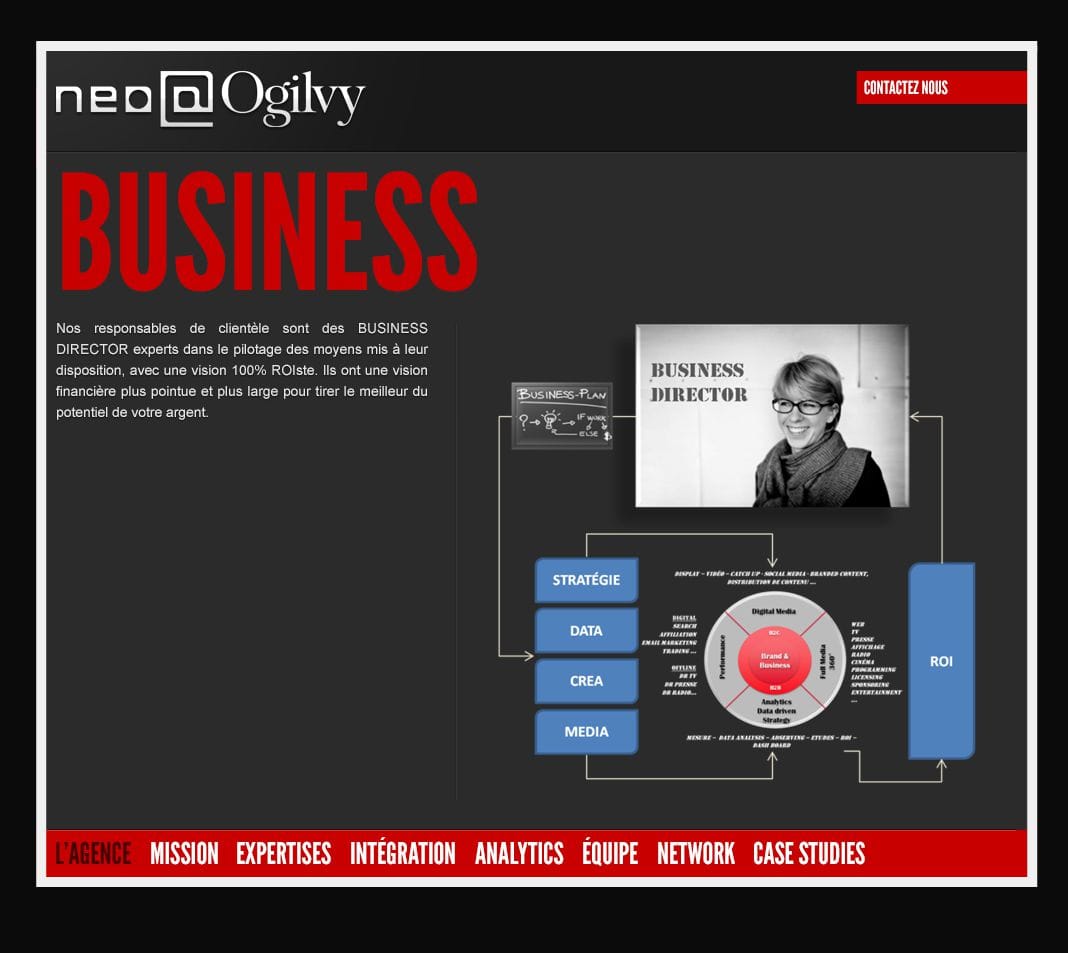 neo@Ogilvy
CONTACTEZ NOUS
BUSINESS
Nos responsables de clientèle sont des BUSINESS
DIRECTOR experts dans le pilotage des moyens mis à leur
disposition, avec une vision 100% ROIste. Ils ont une vision
financière plus pointue et plus large pour tirer le meilleur du
potentiel de votre argent.
BUSINESS
DIRECTOR
BUSINESS-PLAN
? IF WORK
ELSE $
STRATÉGIE
DATA
CREA
MEDIA
DISPLAY – VIDÉO – CATCH UP - SOCIAL MEDIA - BRANDED CONTENT,
DISTRIBUTION DE CONTENU ...
DIGITAL
SEARCH
AFFILIATION
EMAIL MARKETING
TRADING ...
OFFLINE
DR TV
DR PRESSE
DR RADIO...
Digital Media
Performance
B2C
Brand &
Business
B2B
Full Media
360°
Analytics
Data driven
Strategy
WEB
TV
PRESSE
AFFICHAGE
RADIO
CINÉMA
PROGRAMMING
LICENSING
SPONSORING
ENTERTAINMENT
...
MESURE – DATA ANALYSIS – ADSERVING – ETUDES – ROI –
DASH BOARD
ROI
L'AGENCE MISSION EXPERTISES INTÉGRATION ANALYTICS ÉQUIPE NETWORK CASE STUDIES